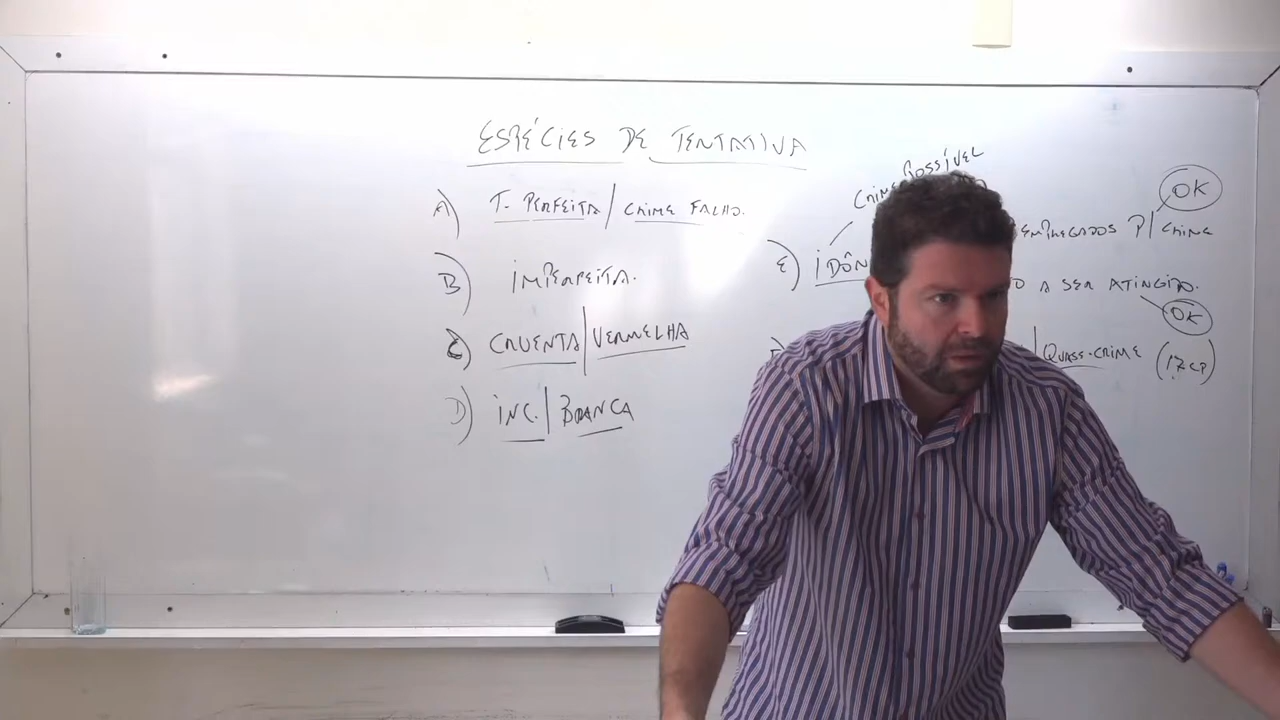 ESPÉCIES DE TENTATIVA
A) T. PERFEITA / CRIME FALHO.
B) IMPERFEITA.
C) CRUENTA / VERMELHA
D) INC. / BRANCA
CRIME POSSÍVEL
OK
E) IDÔN
EMPREGADOS P/ CRIME
A SER ATINGIDO.
OK
/ QUASE-CRIME (17 CP)